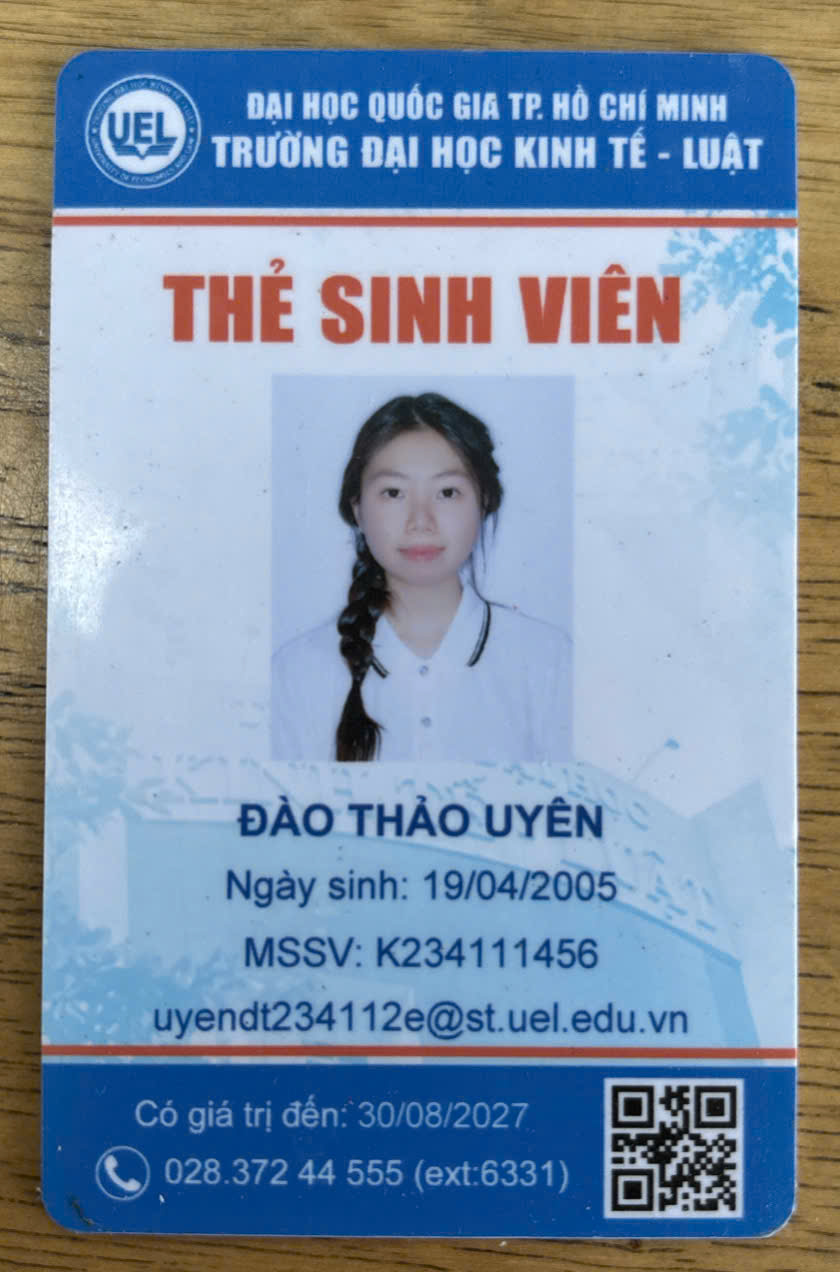 UEL
ĐẠI HỌC QUỐC GIA TP. HỒ CHÍ MINH
TRƯỜNG ĐẠI HỌC KINH TẾ - LUẬT
THẺ SINH VIÊN
ĐÀO THẢO UYÊN
Ngày sinh: 19/04/2005
MSSV: K234111456
uyendt234112e@st.uel.edu.vn
Có giá trị đến: 30/08/2027
028.372 44 555 (ext:6331)